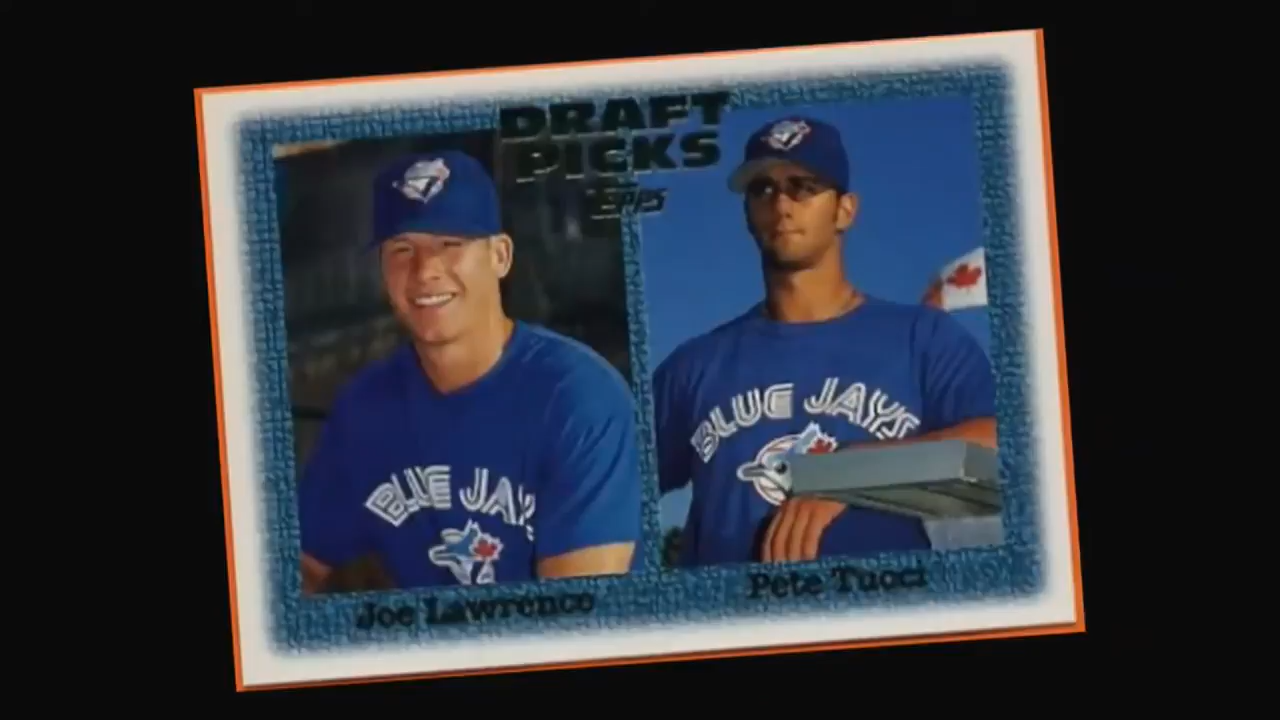 DRAFT
PICKS
TOPPS
BLUE JAYS
BLUE JAYS
Joe Lawrence
Pete Tucci